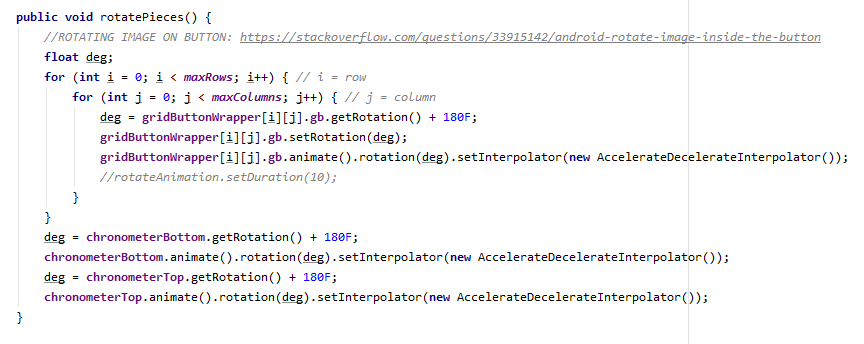 public void rotatePieces() {
//ROTATING IMAGE ON BUTTON: https://stackoverflow.com/questions/33915142/android-rotate-image-inside-the-button
float deg;
for (int i = 0; i < maxRows; i++) { // i = row
for (int j = 0; j < maxColumns; j++) { // j = column
deg = gridButtonWrapper[i][j].gb.getRotation() + 180F;
gridButtonWrapper[i][j].gb.setRotation(deg);
gridButtonWrapper[i][j].gb.animate().rotation(deg).setInterpolator(new AccelerateDecelerateInterpolator());
//rotateAnimation.setDuration(10);
}
}
deg = chronometerBottom.getRotation() + 180F;
chronometerBottom.animate().rotation(deg).setInterpolator(new AccelerateDecelerateInterpolator());
deg = chronometerTop.getRotation() + 180F;
chronometerTop.animate().rotation(deg).setInterpolator(new AccelerateDecelerateInterpolator());
}